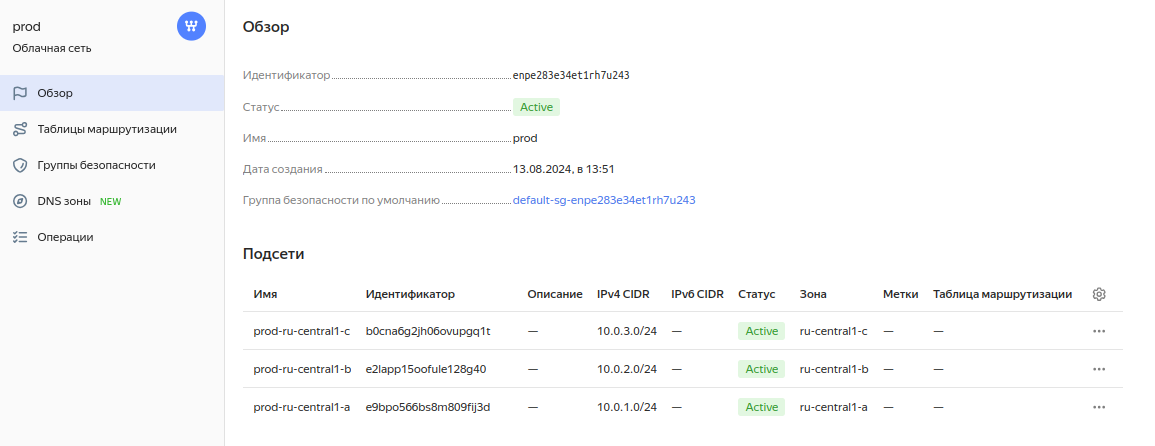 prod
Облачная сеть
Обзор
Таблицы маршрутизации
Группы безопасности
DNS зоны NEW
Операции
Обзор
Идентификатор enpe283e34et1rh7u243
Статус Active
Имя prod
Дата создания 13.08.2024, в 13:51
Группа безопасности по умолчанию default-sg-enpe283e34et1rh7u243
Подсети
Имя Идентификатор Описание IPv4 CIDR IPv6 CIDR Статус Зона Метки Таблица маршрутизации
prod-ru-central1-c b0cna6g2jh06ovupgq1t — 10.0.3.0/24 — Active ru-central1-c — —
prod-ru-central1-b e2lapp15oofule128g40 — 10.0.2.0/24 — Active ru-central1-b — —
prod-ru-central1-a e9bpo566bs8m809fij3d — 10.0.1.0/24 — Active ru-central1-a — —